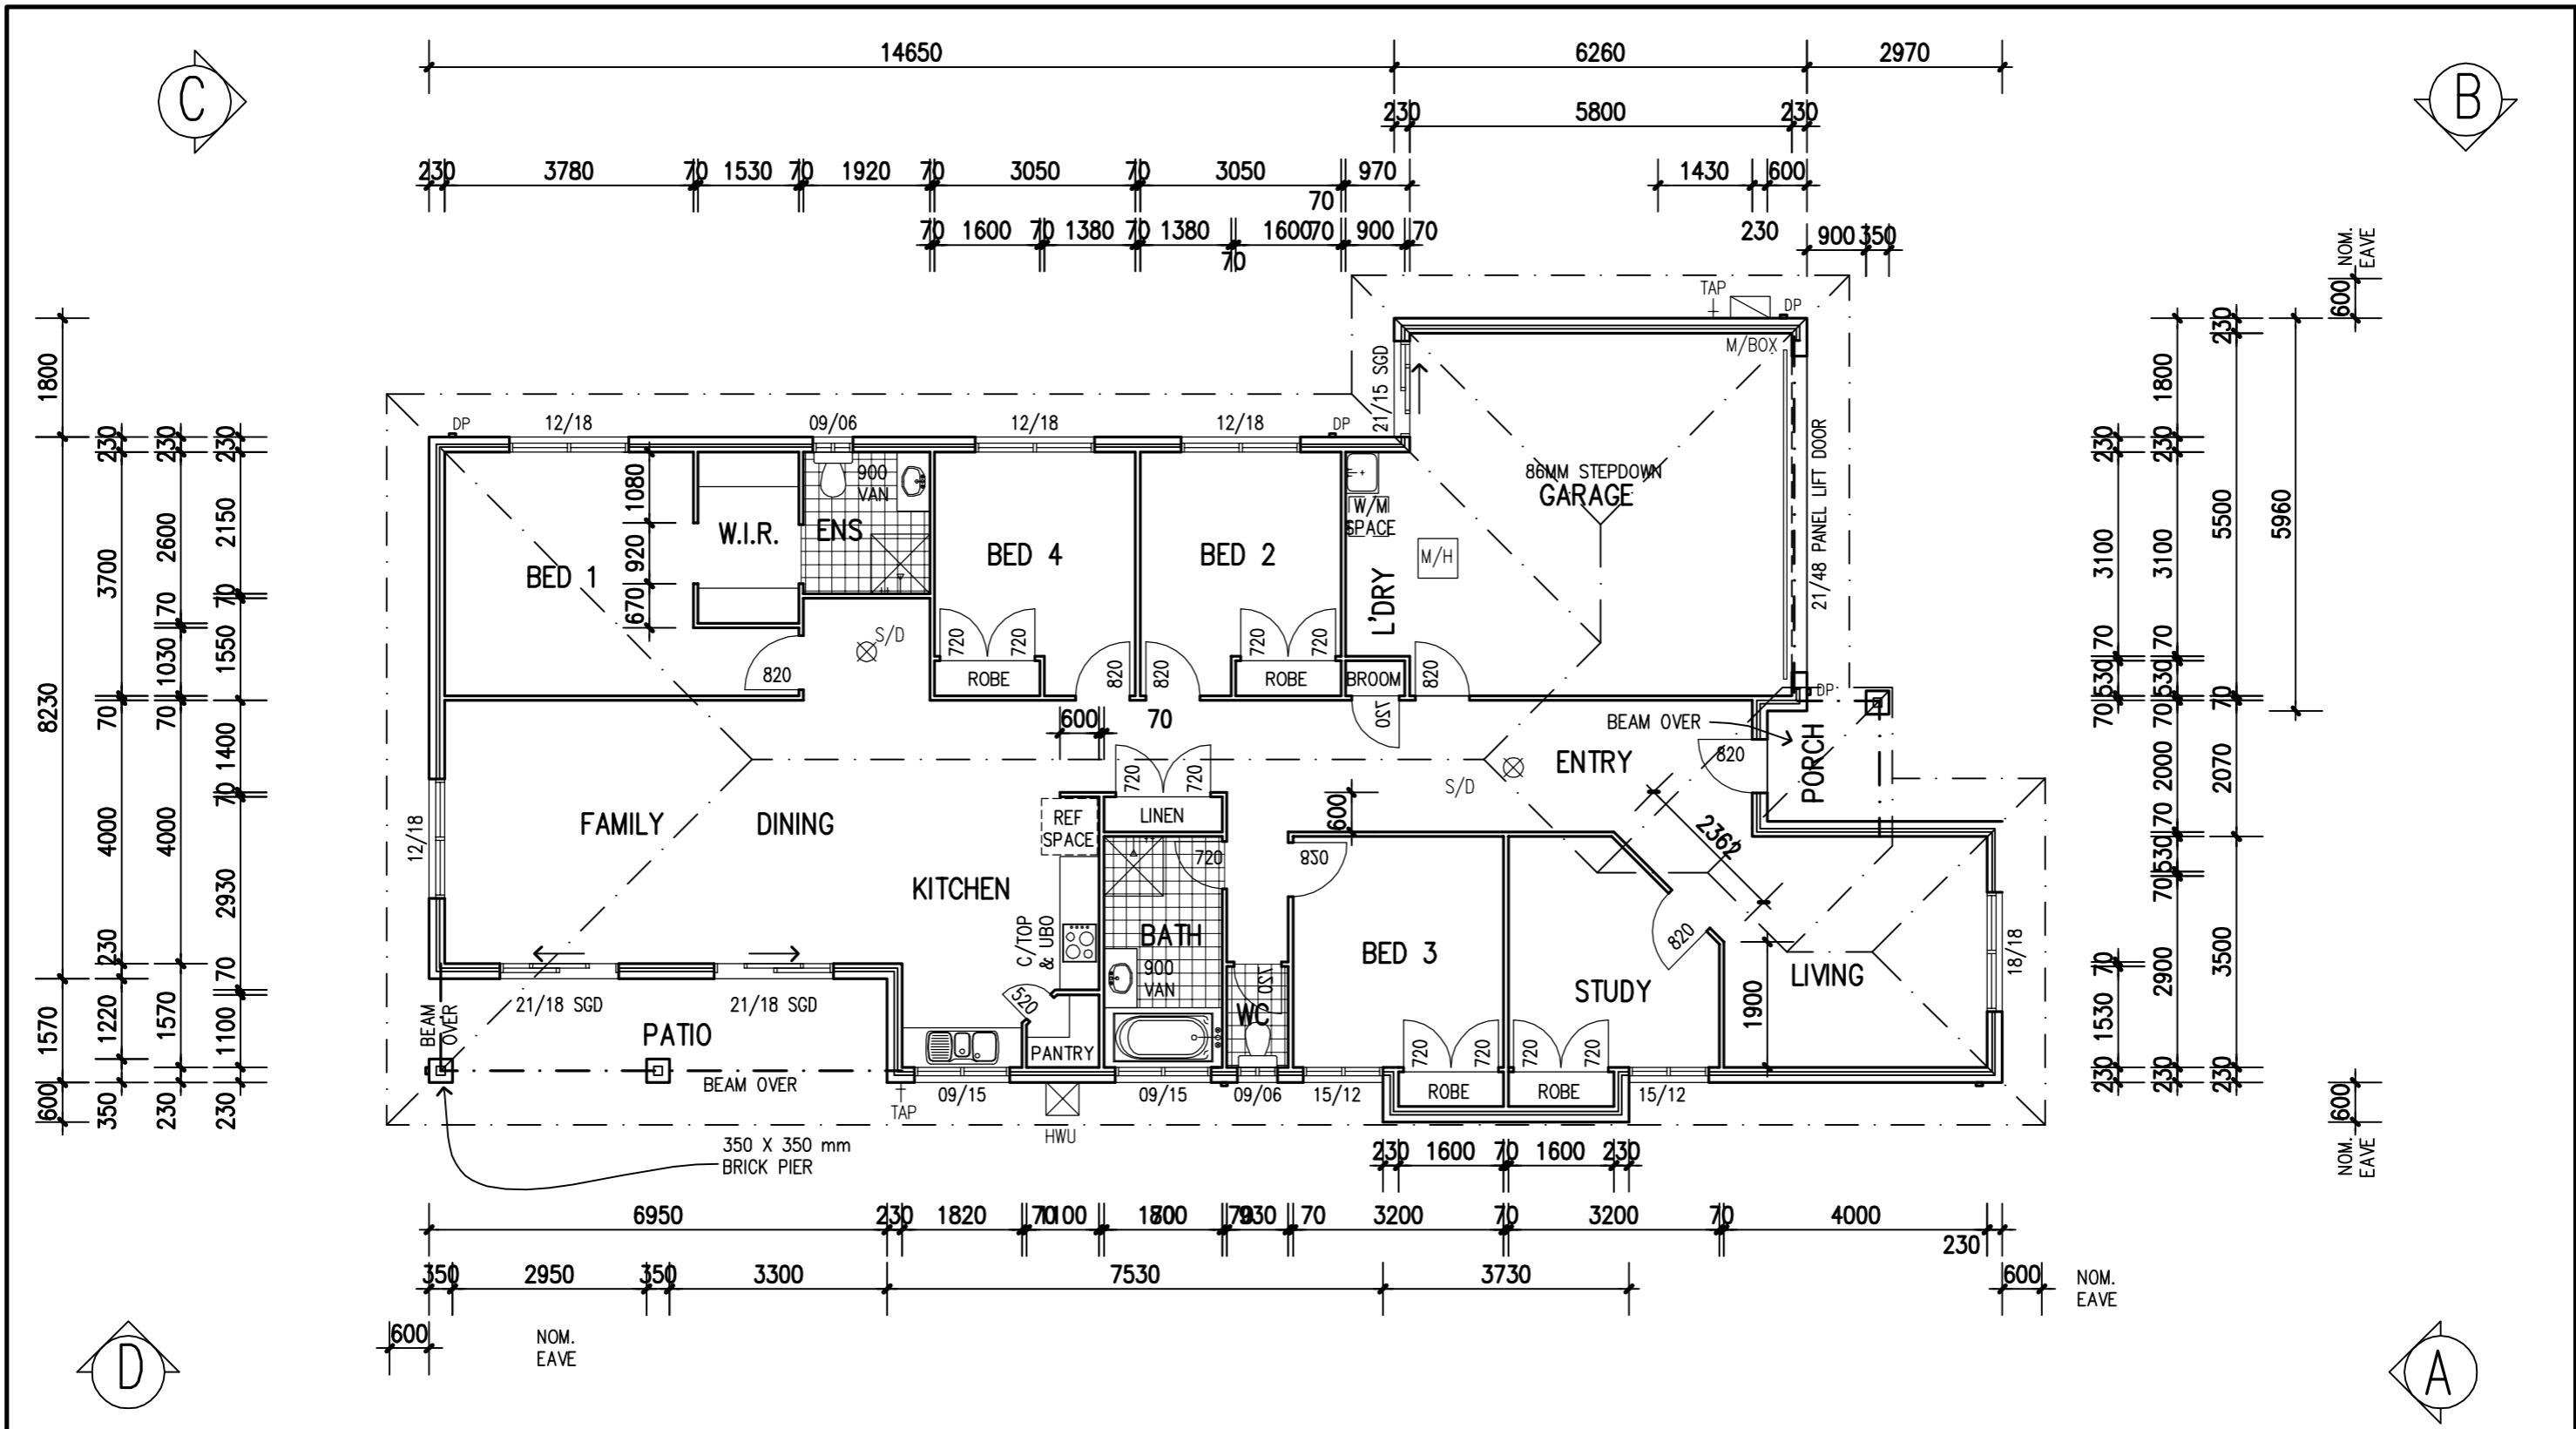 14650 6260 2970
C
B
230 5800 230
230 3780 70 1530 70 1920 70 3050 70 3050 970 1430 600
70
70 1600 70 1380 70 1380 1600 70 900 70 230 900 350
70
NOM.
EAVE
600
TAP DP
M/BOX
21/15 SGD
DP 12/18 09/06 12/18 12/18 DP
1800
8230
1570
600
230
3700
70
4000
230
1220
350
230
2600
70
1030
70
4000
1570
230
230
2150
70
1550
1400
70
2930
70
1100
230
1080
920
670
BED 1
W.I.R.
ENS
900
VAN
BED 4
BED 2
W/M
SPACE
L'DRY
M/H
86MM STEPDOWN
GARAGE
21/48 PANEL LIFT DOOR
S/D
820
720 720
ROBE
820
820
720 720
ROBE
BROOM
820
720
DP
BEAM OVER
PORCH
820
ENTRY
S/D
600 70
720 720
LINEN
REF
SPACE
600
2362
FAMILY
DINING
KITCHEN
12/18
C/TOP
& UBO
720
BATH
900
VAN
820
BED 3
720
WC
820
STUDY
1900
LIVING
18/18
520
PANTRY
21/18 SGD
21/18 SGD
PATIO
BEAM
OVER
BEAM OVER
TAP
09/15
HWU
09/15
09/06
15/12
720 720
ROBE
720 720
ROBE
15/12
350 X 350 mm
BRICK PIER
230
3100
70
530
70
70
1530
230
1800
230
3100
70
530
70
2000
70
530
70
2900
230
230
5500
70
2070
3500
230
5960
600
NOM.
EAVE
230 1600 70 1600 230
6950 230 1820 70 1100 1800 70 930 70 3200 70 3200 70 4000
230
350 2950 350 3300 7530 3730 600
NOM.
EAVE
600
NOM.
EAVE
D
A